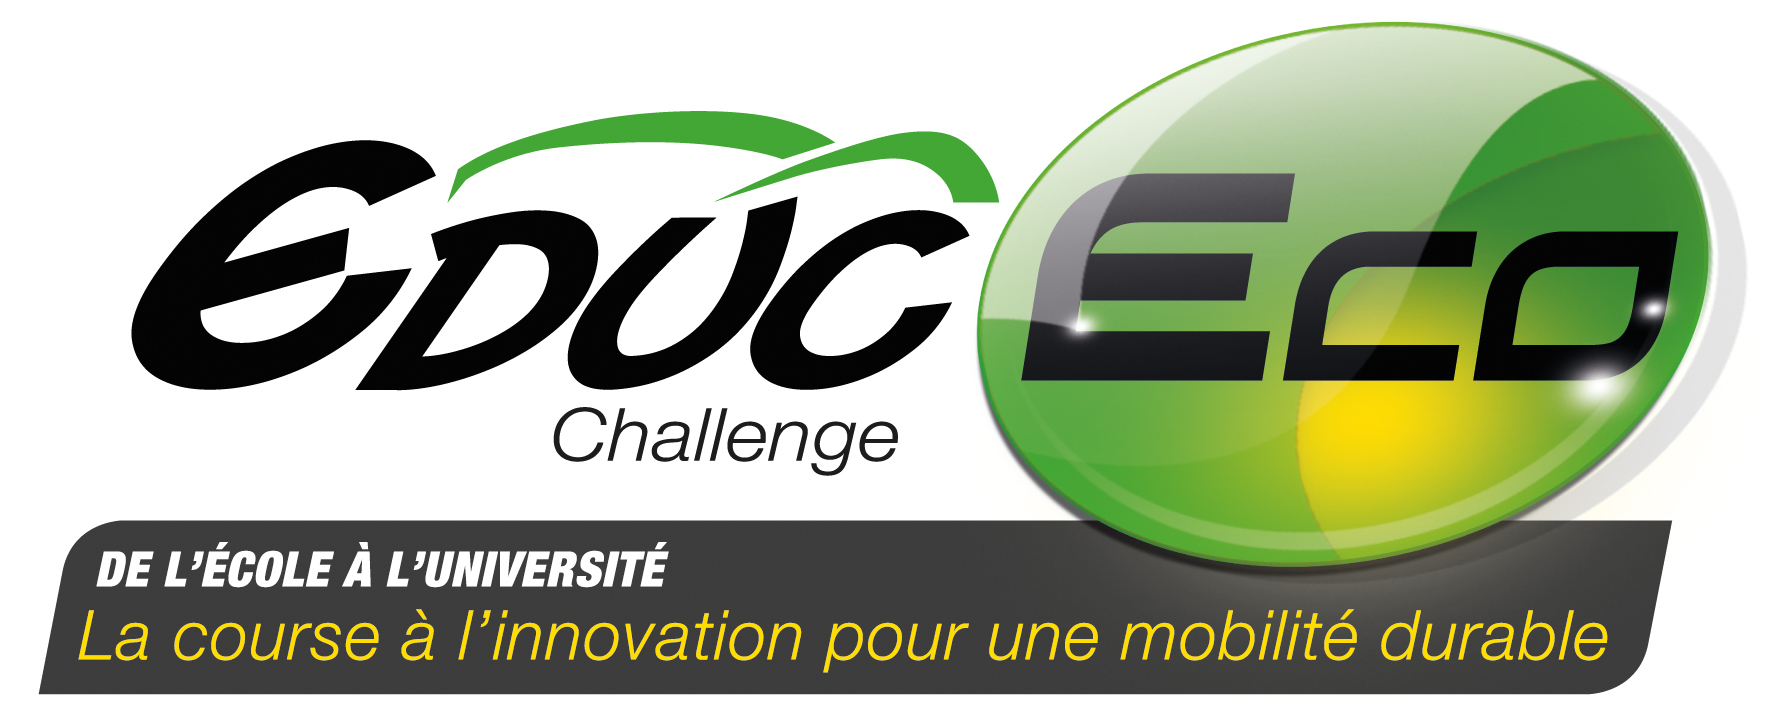 EDUC ECO
Challenge
DE L'ÉCOLE À L'UNIVERSITÉ
La course à l'innovation pour une mobilité durable